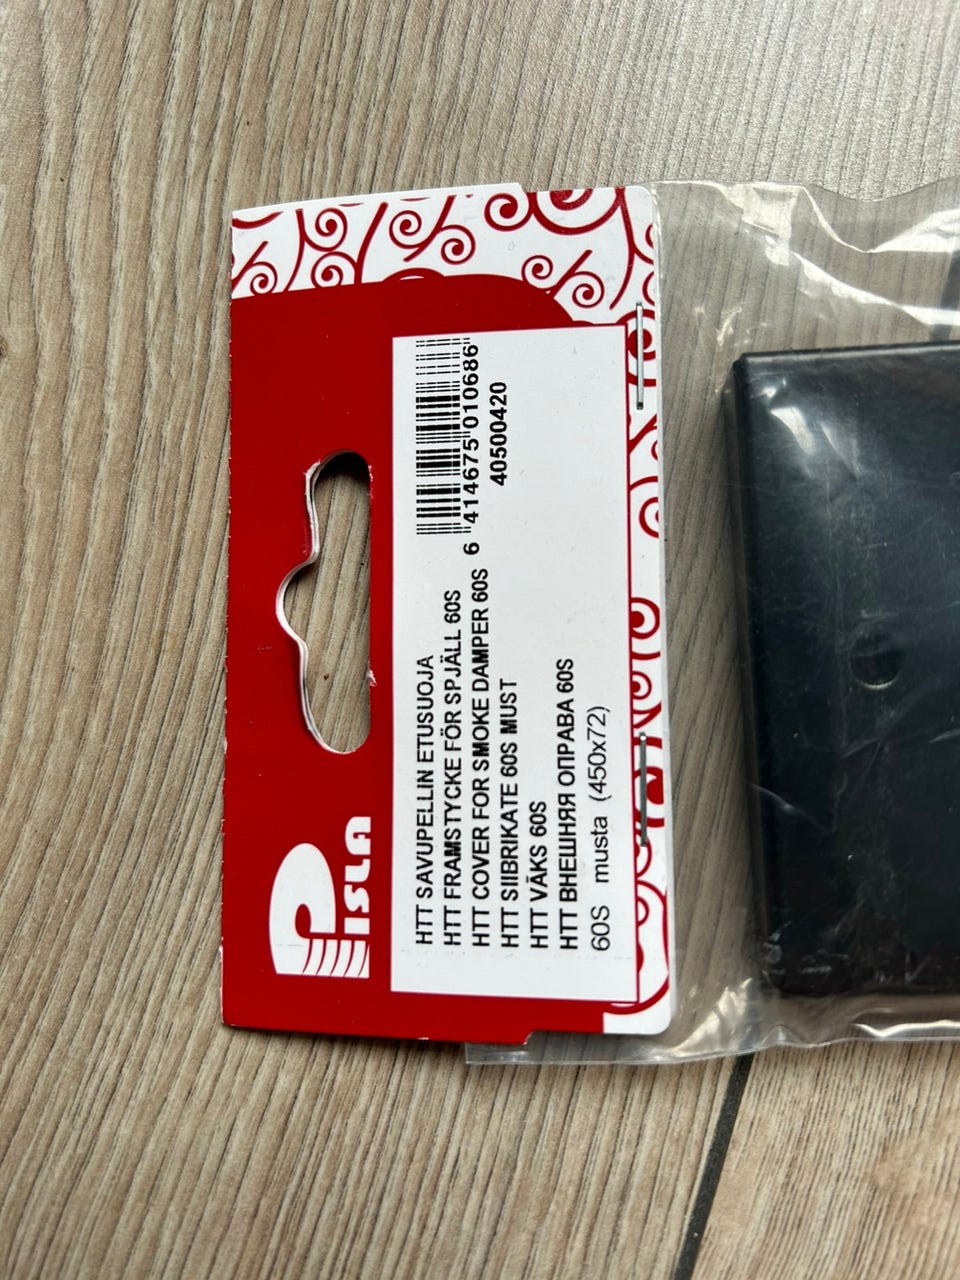 PISLA
HTT SAVUPELLIN ETUSUOJA
HTT FRAMSTYCKE FÖR SPJÄLL 60S
HTT COVER FOR SMOKE DAMPER 60S
HTT SIIBRIKATE 60S MUST
HTT VĀKS 60S
HTT ВНЕШНЯЯ ОПРАВА 60S
60S musta (450x72)
6 414675 010686
40500420